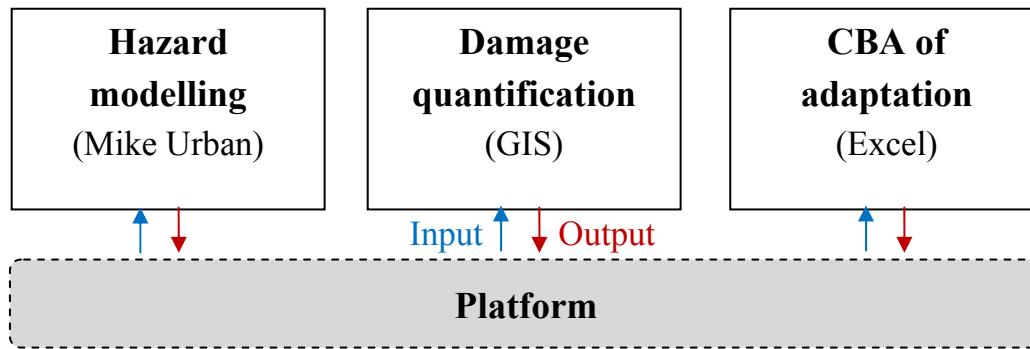 Hazard
modelling
(Mike Urban)
Damage
quantification
(GIS)
CBA of
adaptation
(Excel)
Input
Output
Platform